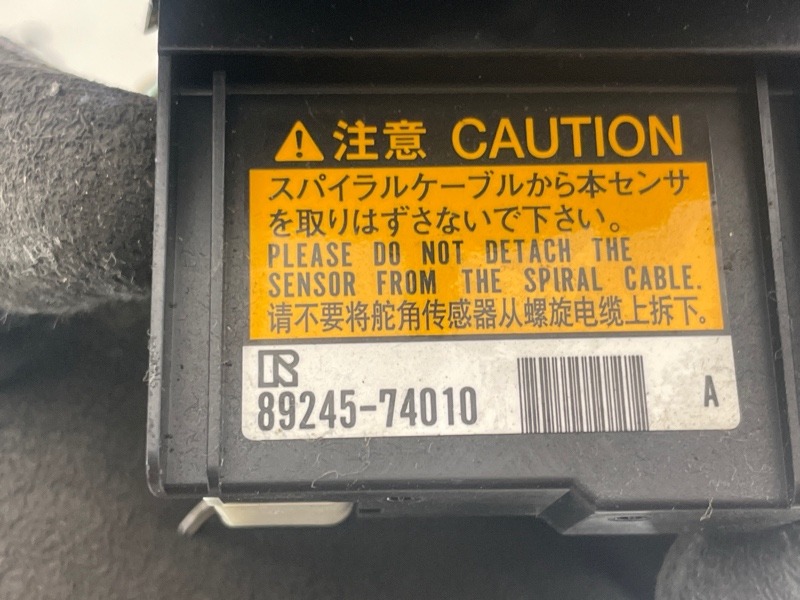 注意 CAUTION
スパイラルケーブルから本センサ
を取りはずさないで下さい。
PLEASE DO NOT DETACH THE
SENSOR FROM THE SPIRAL CABLE.
请不要将舵角传感器从螺旋电缆上拆下。
R
89245-74010
A